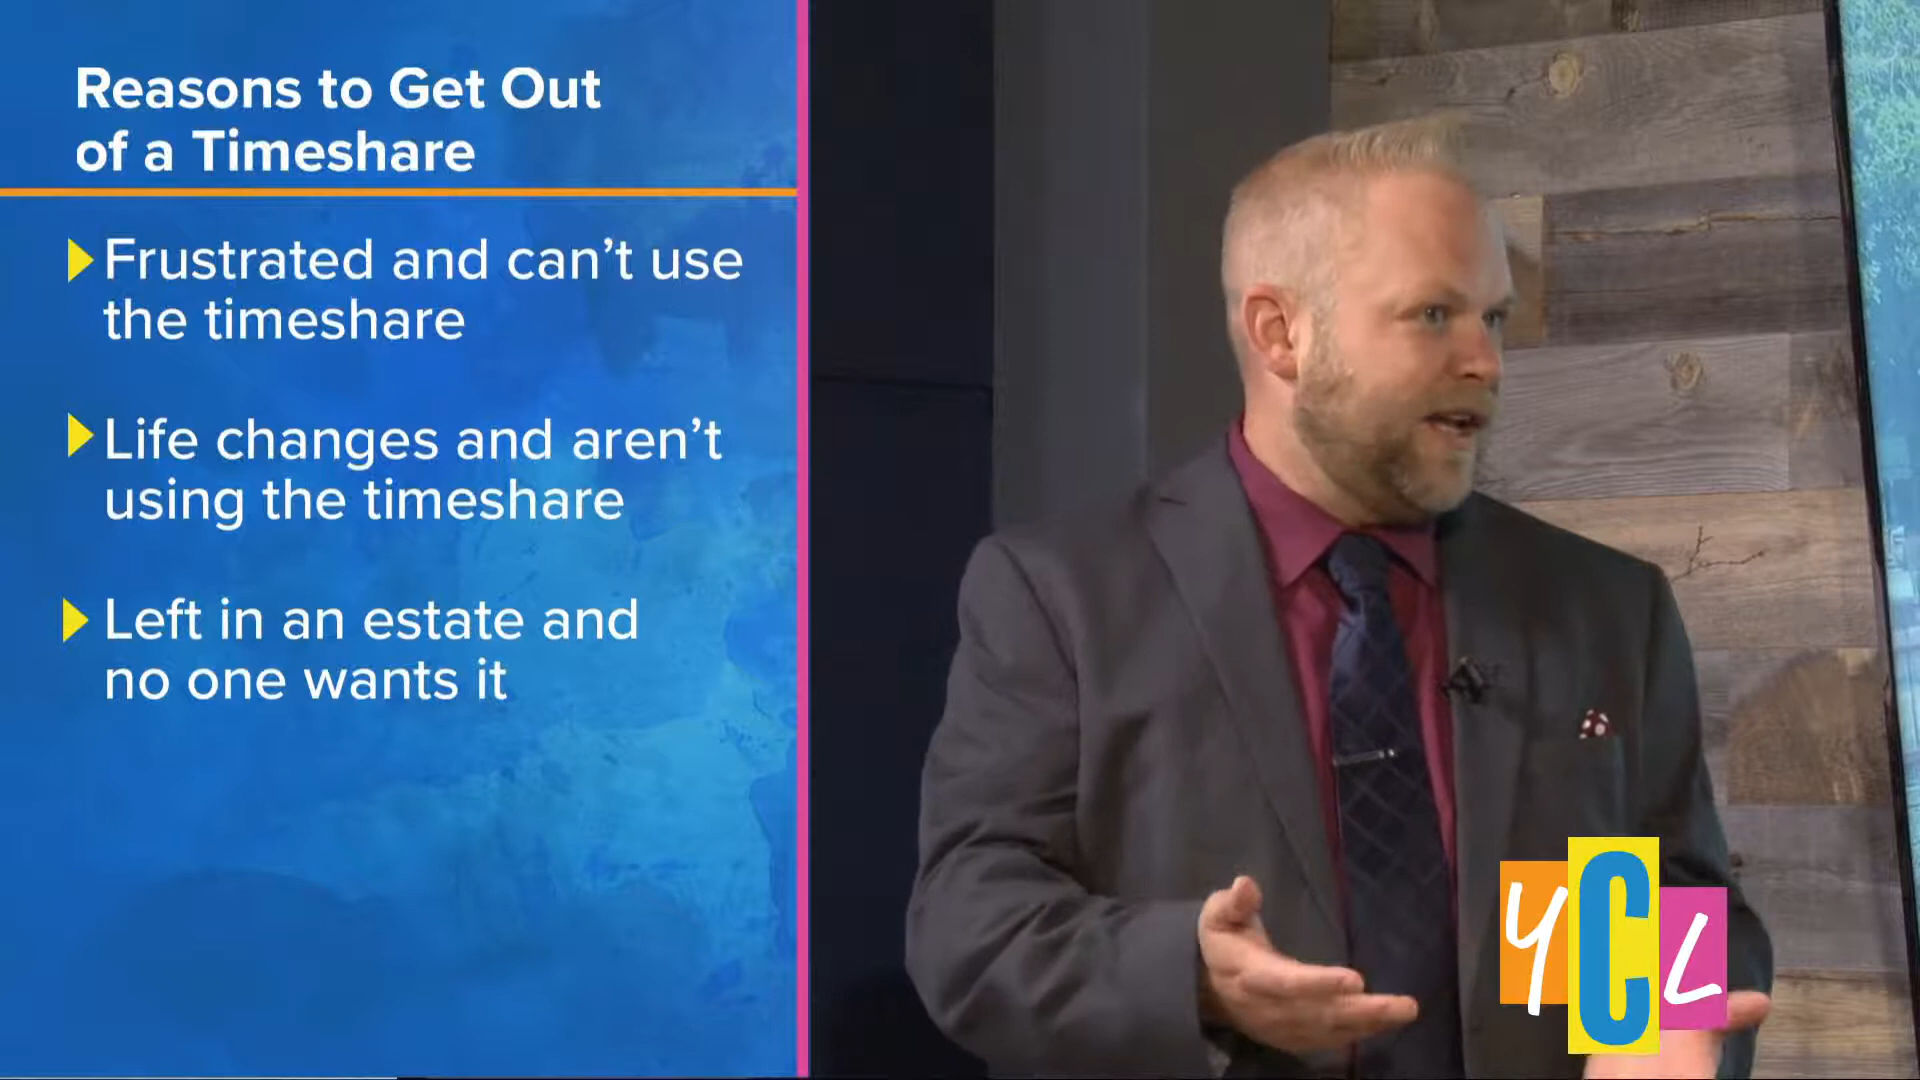 Reasons to Get Out
of a Timeshare
Frustrated and can’t use
the timeshare
Life changes and aren’t
using the timeshare
Left in an estate and
no one wants it
YCL